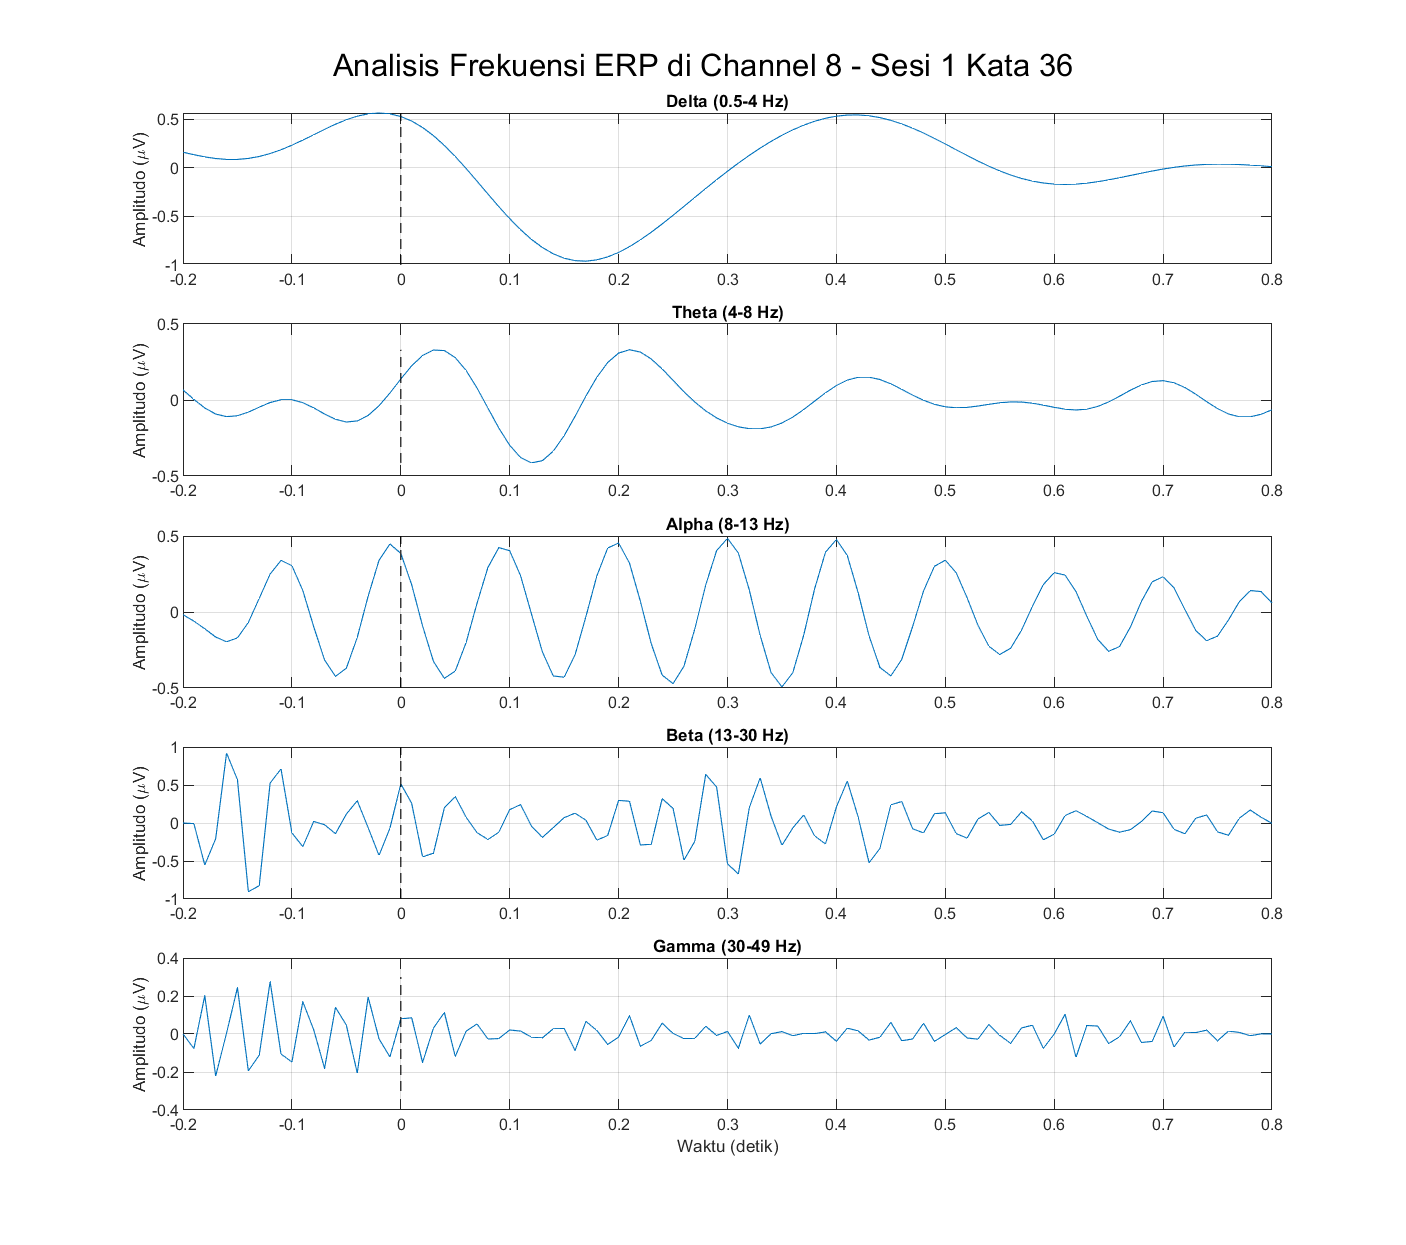 Analisis Frekuensi ERP di Channel 8 - Sesi 1 Kata 36
Delta (0.5-4 Hz)
Amplitudo (μV)
0.5
0
-0.5
-1
-0.2 -0.1 0 0.1 0.2 0.3 0.4 0.5 0.6 0.7 0.8
Theta (4-8 Hz)
Amplitudo (μV)
0.5
0
-0.5
-0.2 -0.1 0 0.1 0.2 0.3 0.4 0.5 0.6 0.7 0.8
Alpha (8-13 Hz)
Amplitudo (μV)
0.5
0
-0.5
-0.2 -0.1 0 0.1 0.2 0.3 0.4 0.5 0.6 0.7 0.8
Beta (13-30 Hz)
Amplitudo (μV)
1
0.5
0
-0.5
-1
-0.2 -0.1 0 0.1 0.2 0.3 0.4 0.5 0.6 0.7 0.8
Gamma (30-49 Hz)
Amplitudo (μV)
0.4
0.2
0
-0.2
-0.4
-0.2 -0.1 0 0.1 0.2 0.3 0.4 0.5 0.6 0.7 0.8
Waktu (detik)